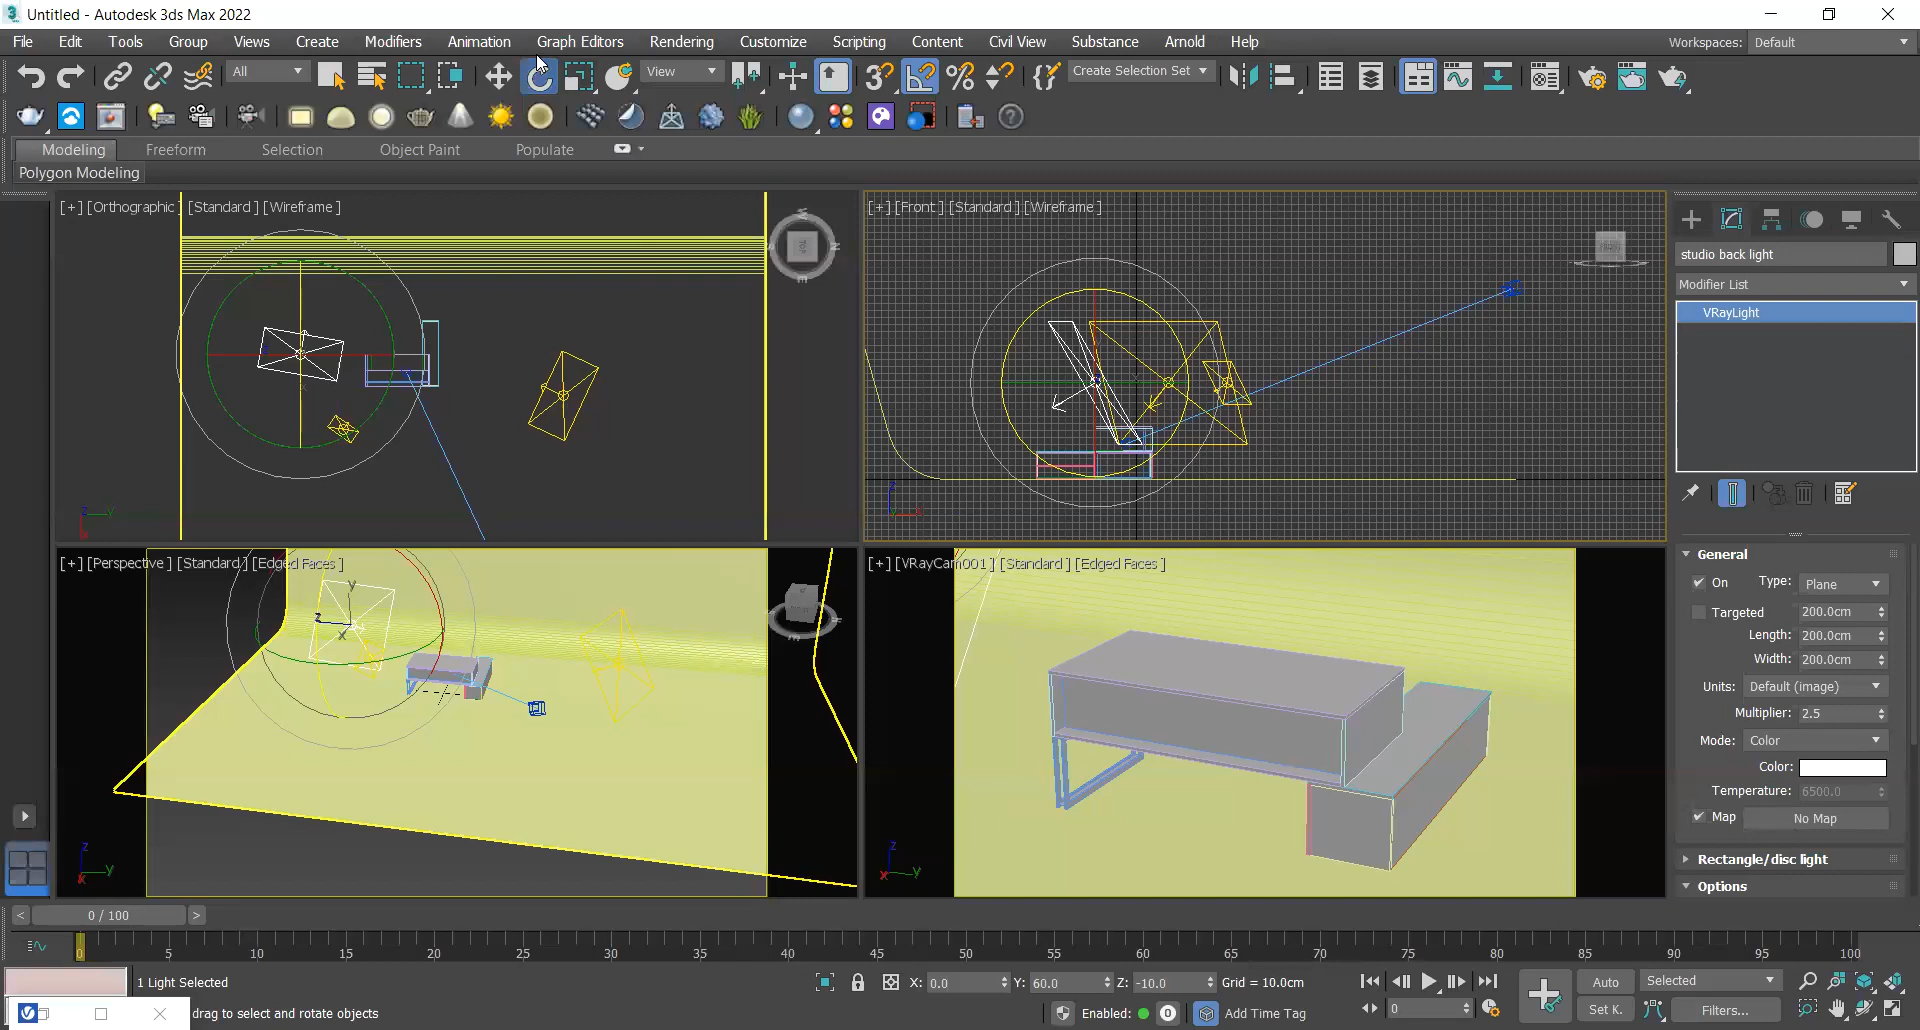 Untitled - Autodesk 3ds Max 2022
File Edit Tools Group Views Create Modifiers Animation Graph Editors Rendering Customize Scripting Content Civil View Substance Arnold Help Workspaces: Default
All View Create Selection Set
Modeling Freeform Selection Object Paint Populate
Polygon Modeling
[+] [Orthographic ] [Standard ] [Wireframe ]
[+] [Front ] [Standard ] [Wireframe ]
TOP
studio back light
Modifier List
VRayLight
[+] [Perspective ] [Standard ] [Edged Faces ]
[+] [VRayCam001 ] [Standard ] [Edged Faces ]
General
On Type: Plane
Targeted 200.0cm
Length: 200.0cm
Width: 200.0cm
Units: Default (image)
Multiplier: 2.5
Mode: Color
Color:
Temperature: 6500.0
Map No Map
Rectangle/disc light
Options
< 0 / 100 >
0 5 10 15 20 25 30 35 40 45 50 55 60 65 70 75 80 85 90 95 100
1 Light Selected X: 0.0 Y: 60.0 Z: -10.0 Grid = 10.0cm Auto Selected
drag to select and rotate objects Enabled: 0 Add Time Tag 0 Set K. Filters...